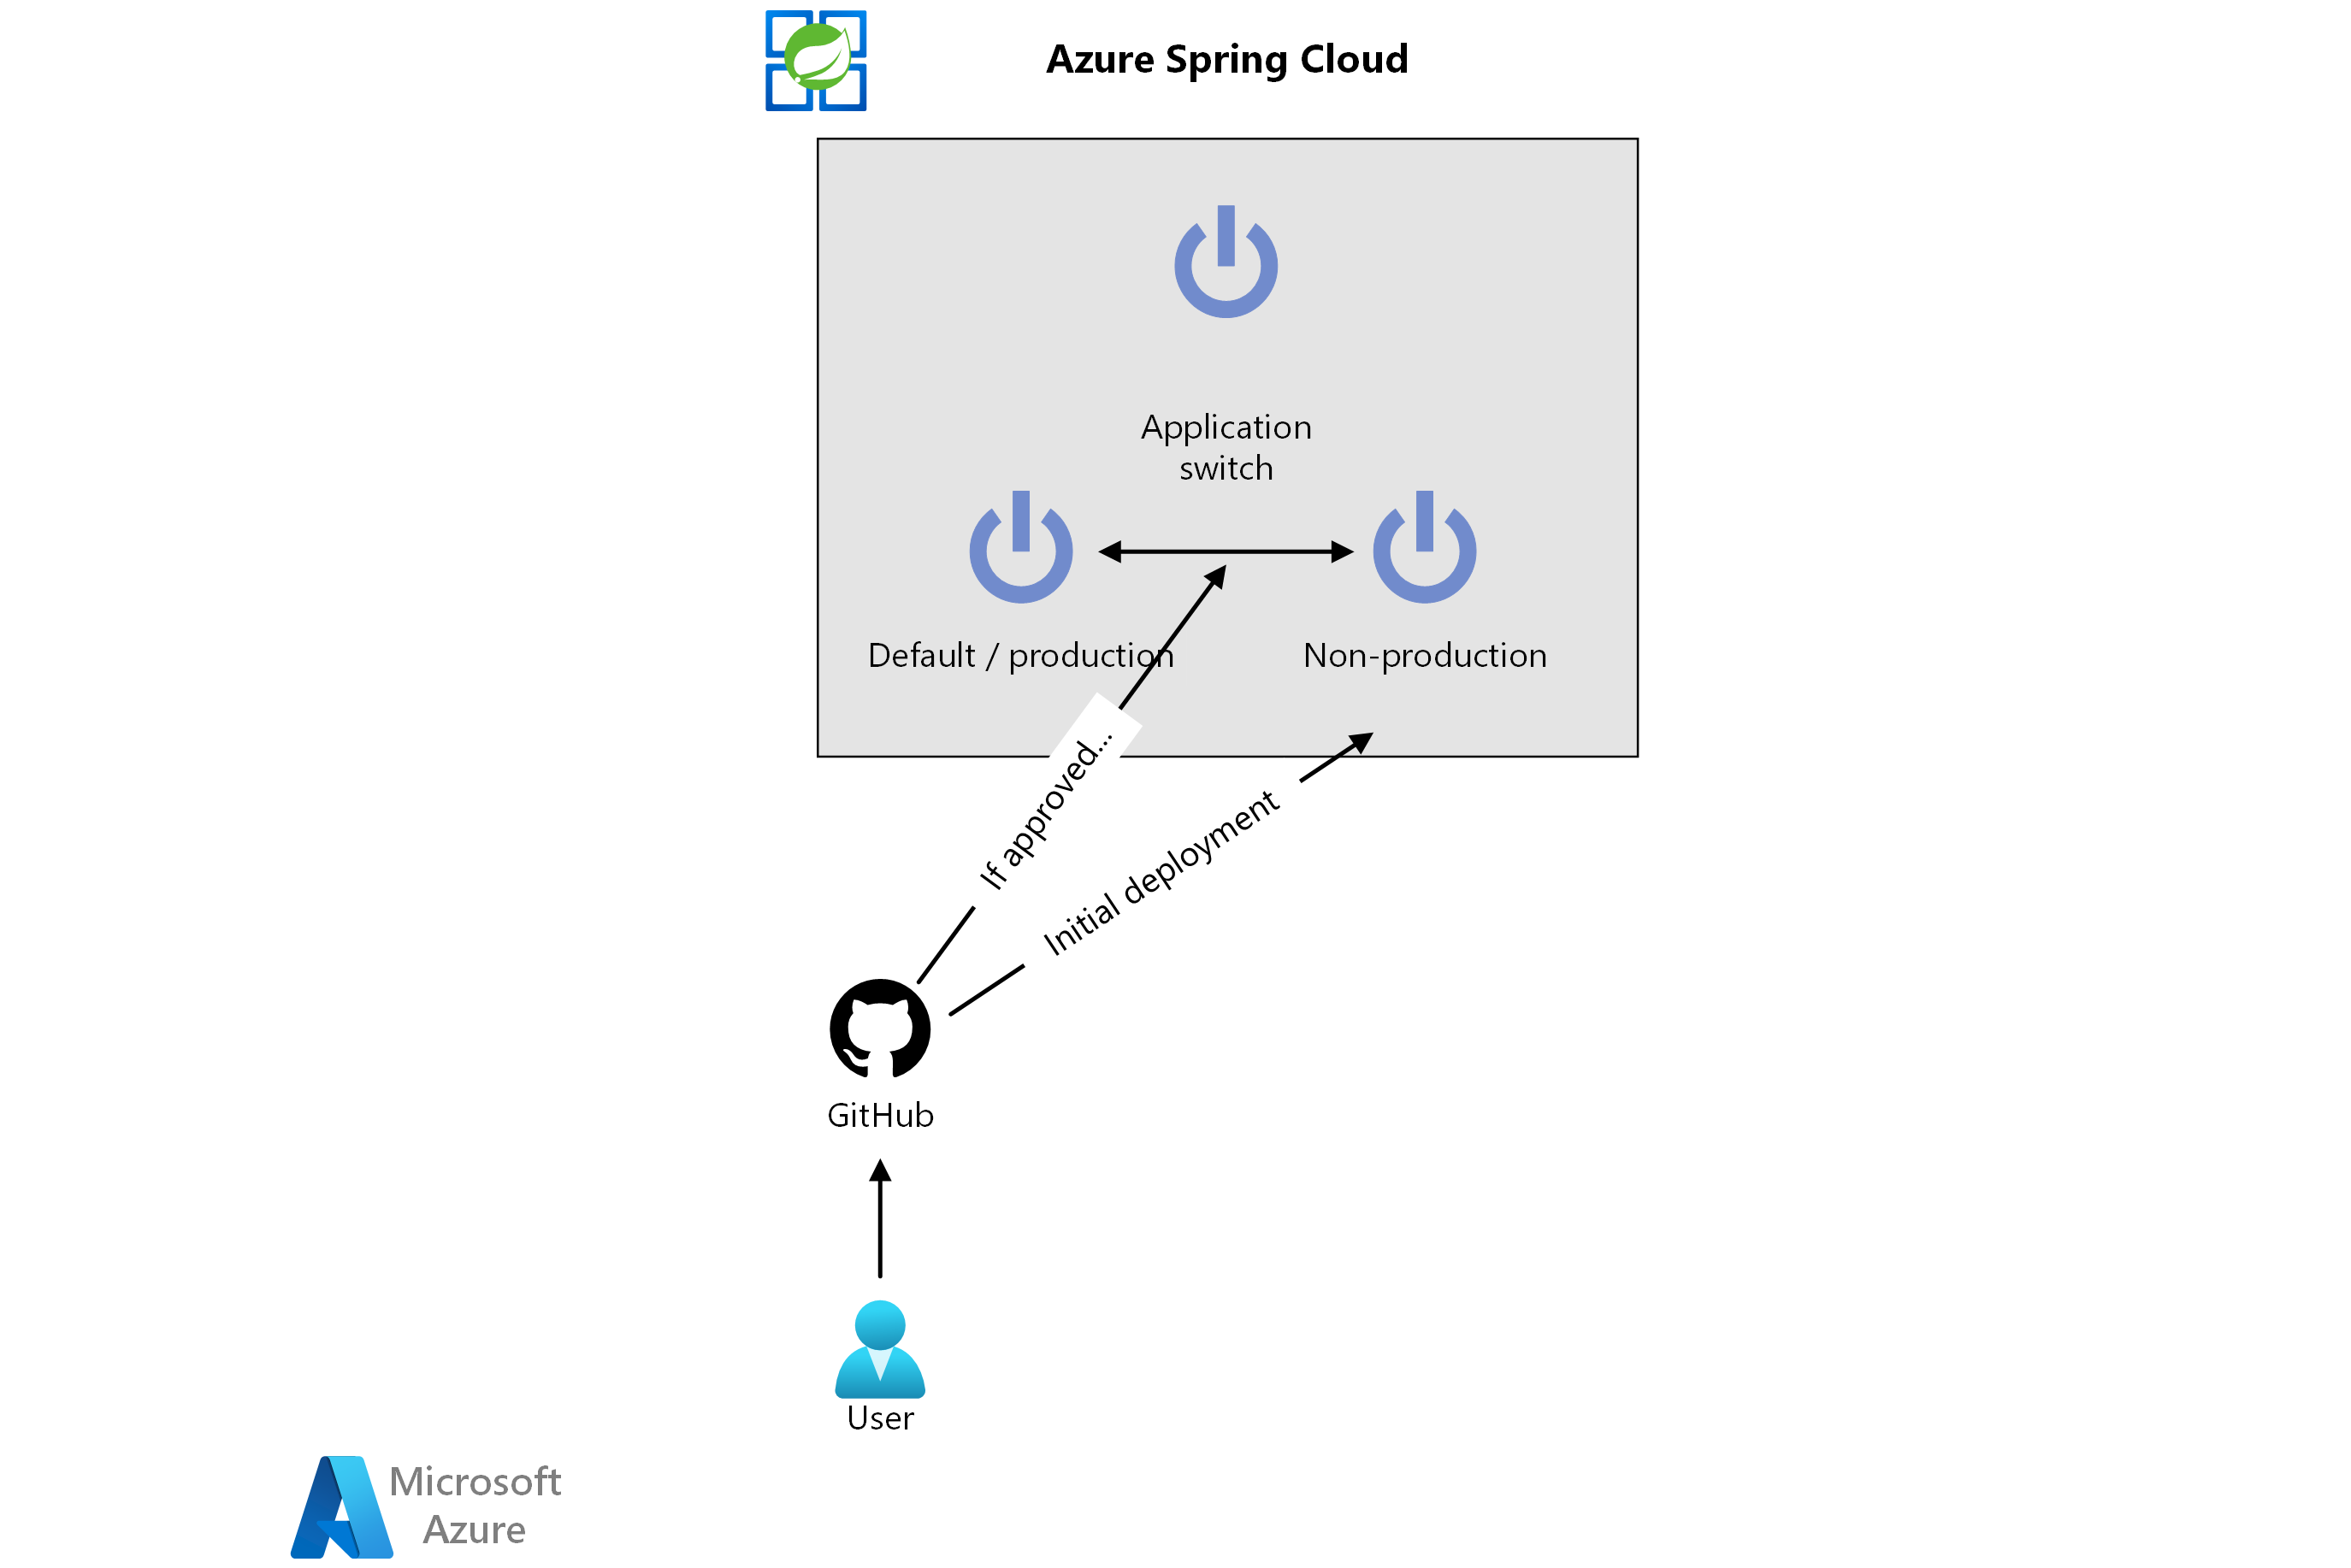 Azure Spring Cloud
Application
switch
Default / production
Non-production
If approved...
Initial deployment
GitHub
User
Microsoft
Azure